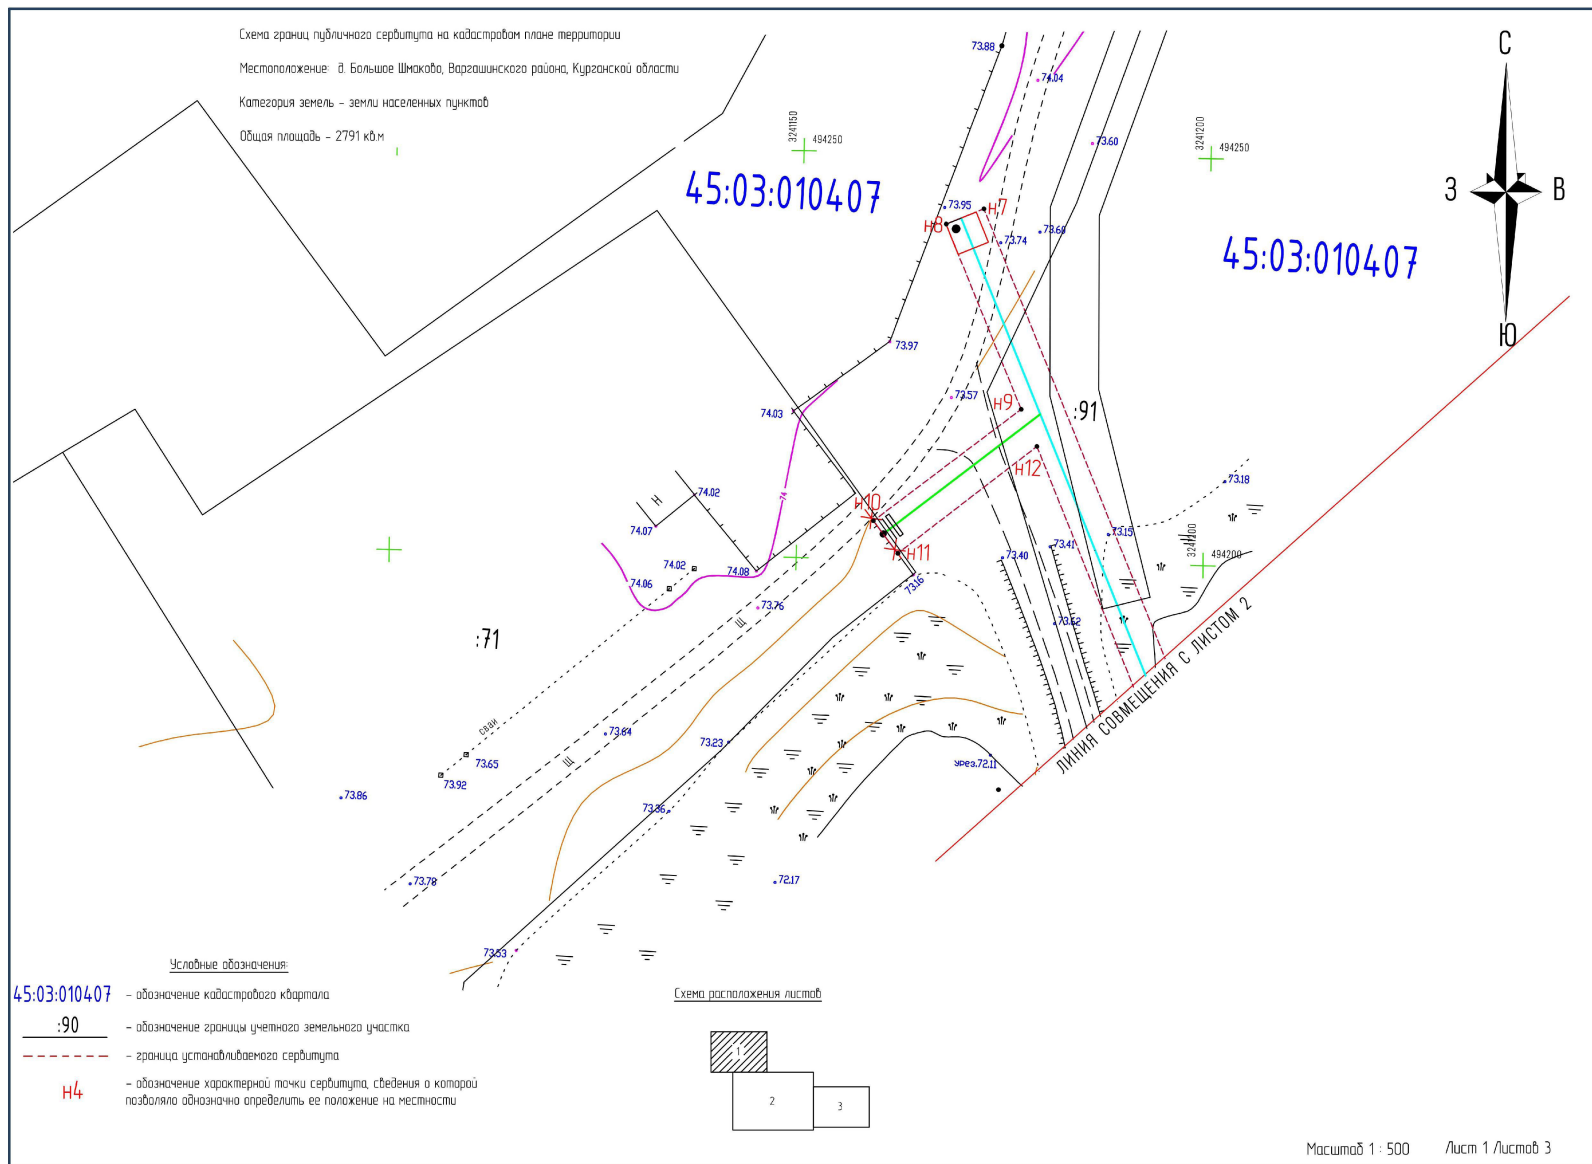 Схема границ публичного сервитута на кадастровом плане территории
Местоположение: д. Большое Шмаково, Варгашинского района, Курганской области
Категория земель - земли населенных пунктов
Общая площадь - 2791 кв.м
С
З
В
Ю
3241150
494250
3241200
494250
45:03:010407
45:03:010407
73.88
74.04
73.60
73.95
н7
н8
73.74
73.68
73.97
74.03
73.57
н9
:91
н12
74.02
Н
74.07
74
н10
н11
73.18
73.15
3241200
494200
73.41
73.40
74.02
74.06
74.08
73.16
73.76
Щ
73.62
:71
сваи
73.64
Щ
73.23
73.65
73.92
73.86
урез.72.11
ЛИНИЯ СОВМЕЩЕНИЯ С ЛИСТОМ 2
73.36
73.78
72.17
73.53
Условные обозначения:
45:03:010407 - обозначение кадастрового квартала
:90 - обозначение границы учетного земельного участка
- граница устанавливаемого сервитута
н4 - обозначение характерной точки сервитута, сведения о которой
позволяло однозначно определить ее положение на местности
Схема расположения листов
1
2
3
Масштаб 1 : 500 Лист 1 Листов 3